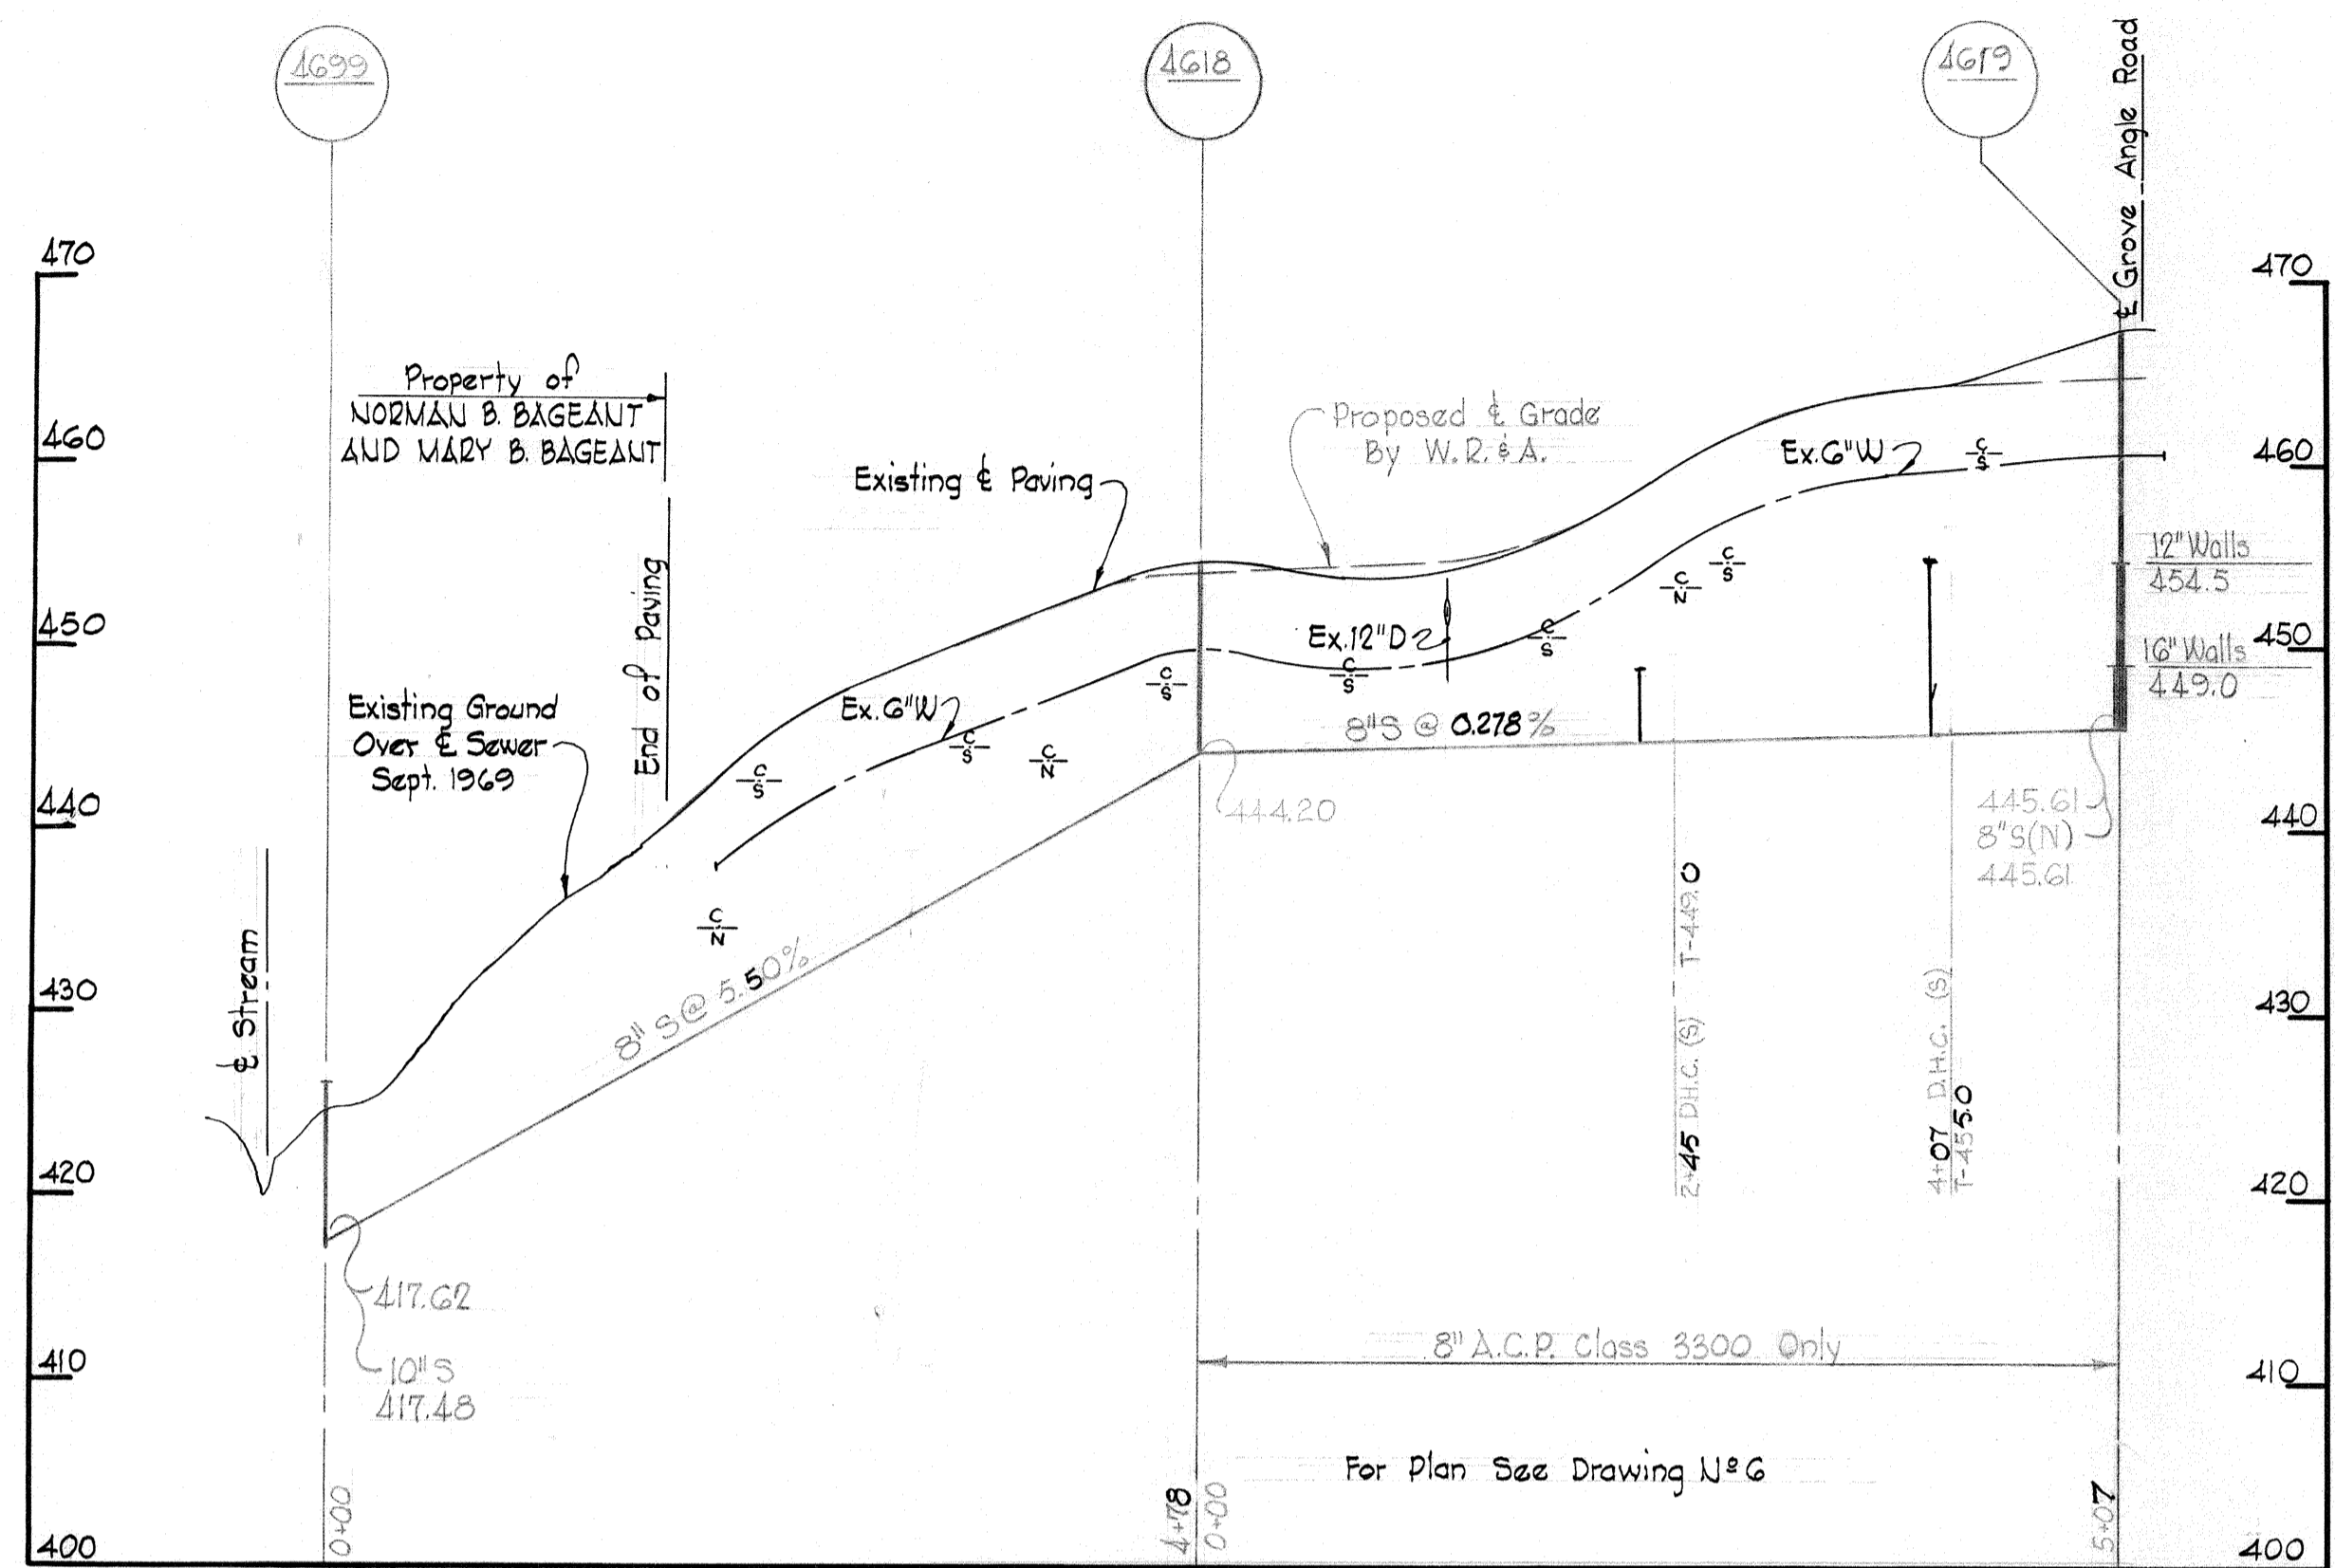 4699
4618
4619
℄ Grove Angle Road
470
460
450
440
430
420
410
400
470
460
450
440
430
420
410
400
Property of
NORMAN B. BAGEANT
AND MARY B. BAGEANT
End of Paving
Existing Ground
Over ℄ Sewer
Sept. 1969
℄ Stream
Existing ℄ Paving
Proposed ℄ Grade
By W.R.& A.
Ex.6"W
Ex.6"W
Ex.12"D
C
S
C
N
C
S
C
N
C
S
C
S
C
S
C
N
C
S
C
S
12" Walls
454.5
16" Walls
449.0
8" S @ 5.50%
8"S @ 0.278%
444.20
445.61
8"S(N)
445.61
2+45 D.H.C. (S) T-449.0
4+07 D.H.C. (S)
T-455.0
417.62
10"S
417.48
8" A.C.P. Class 3300 Only
For Plan See Drawing Nº 6
0+00
4+78
0+00
5+07